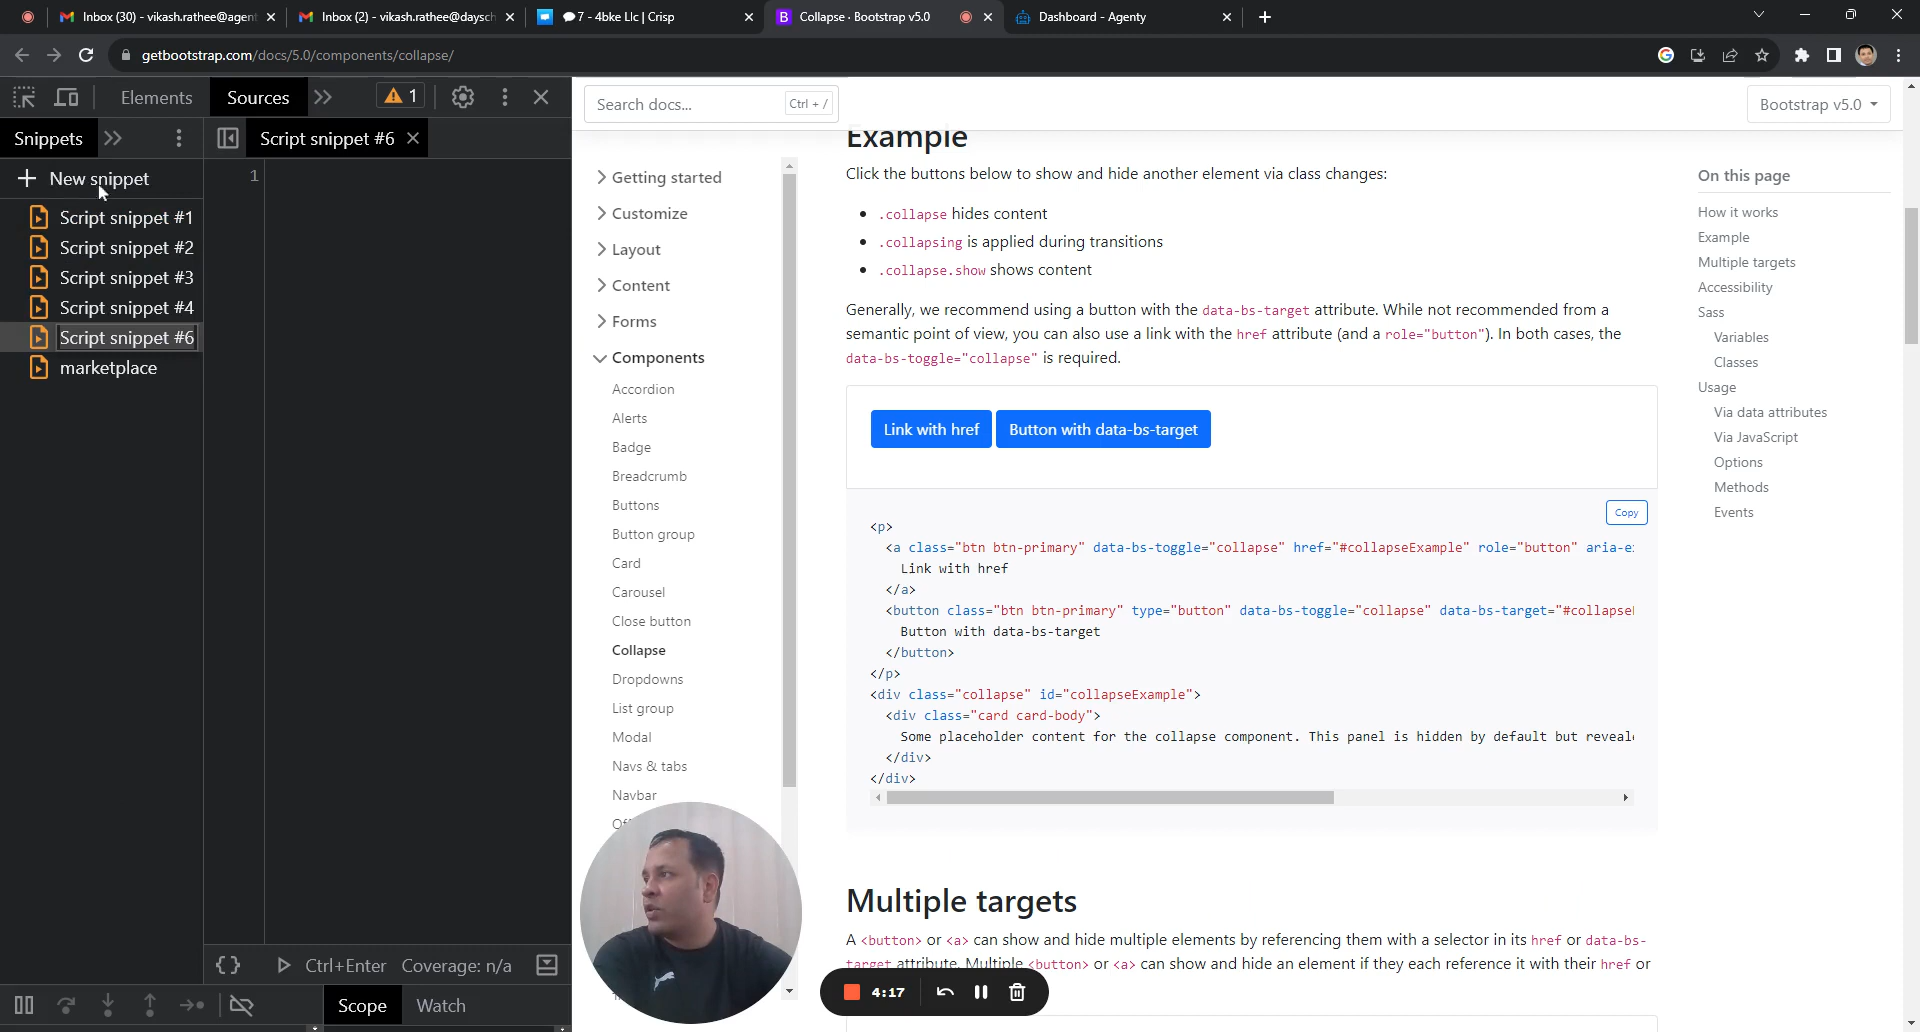 Inbox (30) - vikash.rathee@agent
Inbox (2) - vikash.rathee@daysch
7 - 4bke Llc | Crisp
Collapse · Bootstrap v5.0
Dashboard - Agenty
getbootstrap.com/docs/5.0/components/collapse/
Elements
Sources
1
Snippets
Script snippet #6
New snippet
Script snippet #1
Script snippet #2
Script snippet #3
Script snippet #4
Script snippet #6
marketplace
1
{ }
Ctrl+Enter
Coverage: n/a
Scope
Watch
Search docs...
Ctrl + /
Bootstrap v5.0
Getting started
Customize
Layout
Content
Forms
Components
Accordion
Alerts
Badge
Breadcrumb
Buttons
Button group
Card
Carousel
Close button
Collapse
Dropdowns
List group
Modal
Navs & tabs
Navbar
Example
Click the buttons below to show and hide another element via class changes:
.collapse hides content
.collapsing is applied during transitions
.collapse.show shows content
Generally, we recommend using a button with the data-bs-target attribute. While not recommended from a
semantic point of view, you can also use a link with the href attribute (and a role="button"). In both cases, the
data-bs-toggle="collapse" is required.
Link with href
Button with data-bs-target
Copy
<p>
<a class="btn btn-primary" data-bs-toggle="collapse" href="#collapseExample" role="button" aria-e
Link with href
</a>
<button class="btn btn-primary" type="button" data-bs-toggle="collapse" data-bs-target="#collapse
Button with data-bs-target
</button>
</p>
<div class="collapse" id="collapseExample">
<div class="card card-body">
Some placeholder content for the collapse component. This panel is hidden by default but reveale
</div>
</div>
Multiple targets
A <button> or <a> can show and hide multiple elements by referencing them with a selector in its href or data-bs-
target attribute. Multiple <button> or <a> can show and hide an element if they each reference it with their href or
4:17
On this page
How it works
Example
Multiple targets
Accessibility
Sass
Variables
Classes
Usage
Via data attributes
Via JavaScript
Options
Methods
Events